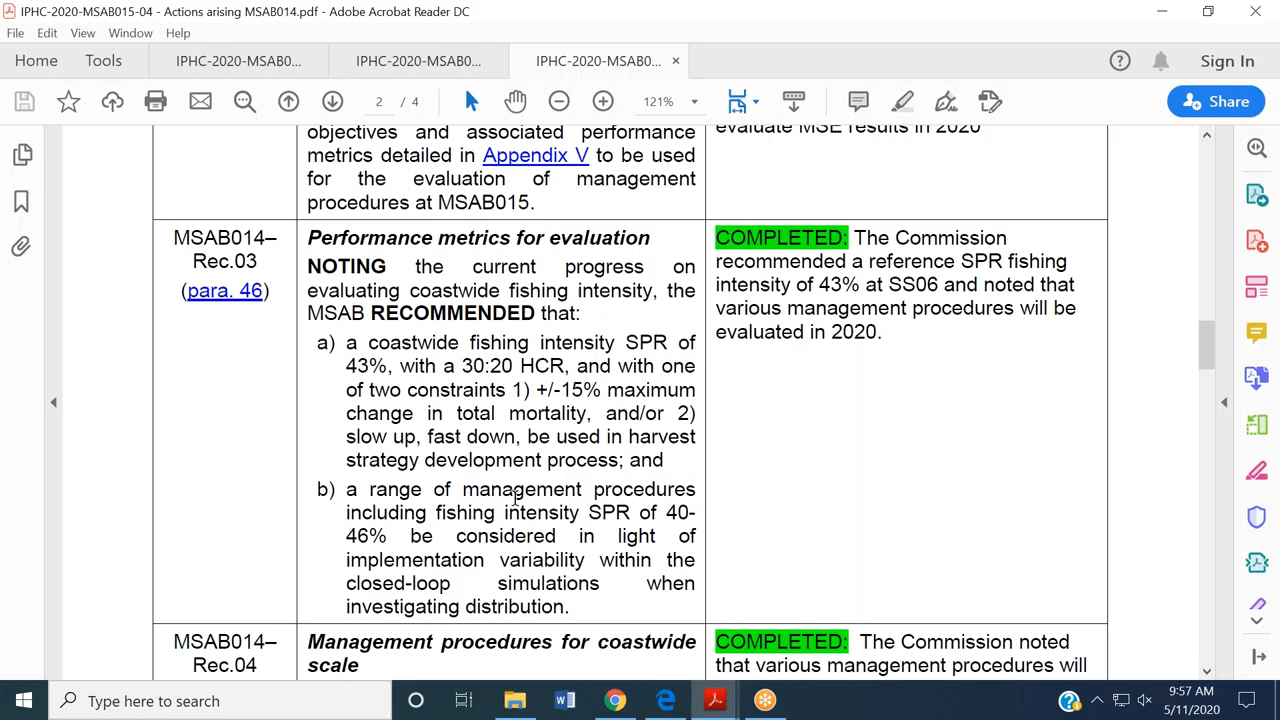 IPHC-2020-MSAB015-04 - Actions arising MSAB014.pdf - Adobe Acrobat Reader DC
File Edit View Window Help
Home Tools IPHC-2020-MSAB0... IPHC-2020-MSAB0... IPHC-2020-MSAB0... × Sign In
2 / 4 121% Share
objectives and associated performance
metrics detailed in Appendix V to be used
for the evaluation of management
procedures at MSAB015.
evaluate MSE results in 2020
MSAB014–
Rec.03
(para. 46)
Performance metrics for evaluation
NOTING the current progress on
evaluating coastwide fishing intensity, the
MSAB RECOMMENDED that:
a) a coastwide fishing intensity SPR of
43%, with a 30:20 HCR, and with one
of two constraints 1) +/-15% maximum
change in total mortality, and/or 2)
slow up, fast down, be used in harvest
strategy development process; and
b) a range of management procedures
including fishing intensity SPR of 40-
46% be considered in light of
implementation variability within the
closed-loop simulations when
investigating distribution.
COMPLETED: The Commission
recommended a reference SPR fishing
intensity of 43% at SS06 and noted that
various management procedures will be
evaluated in 2020.
MSAB014–
Rec.04
Management procedures for coastwide
scale
COMPLETED: The Commission noted
that various management procedures will
Type here to search
9:57 AM
5/11/2020